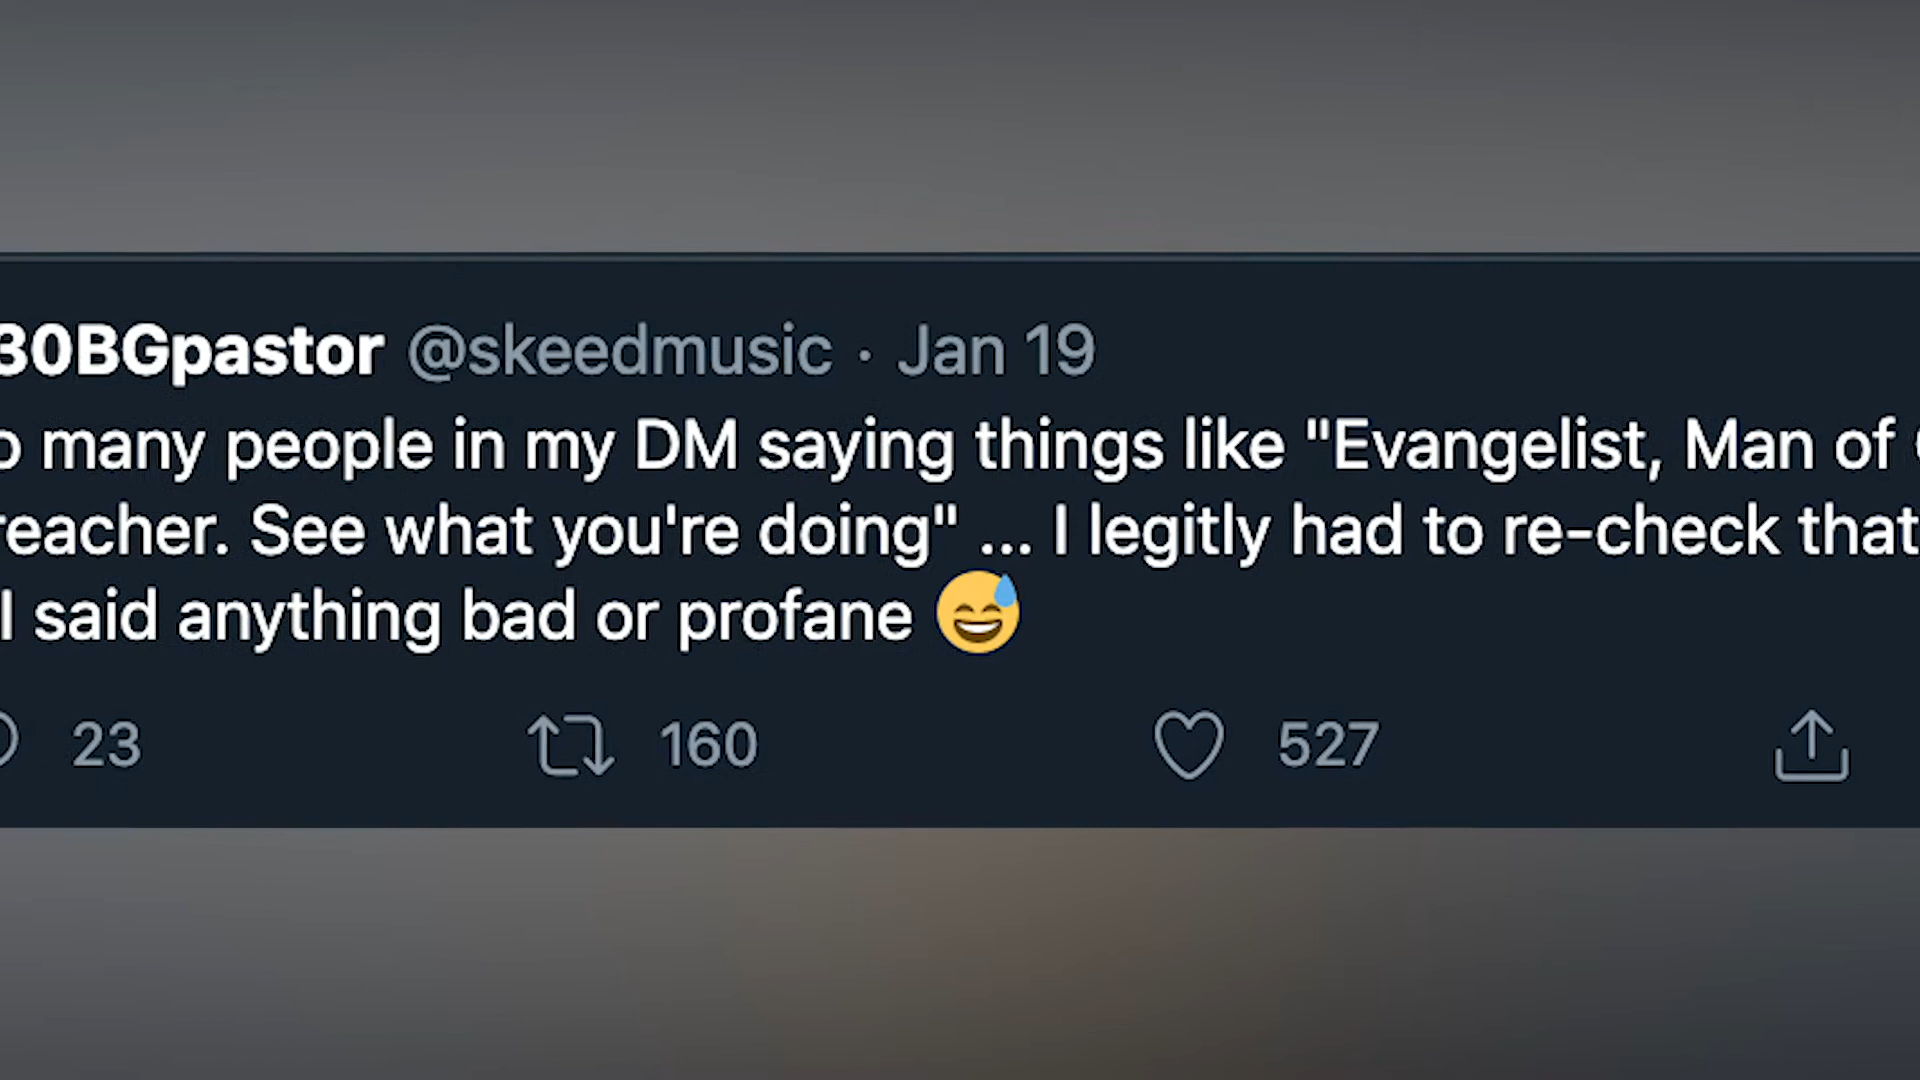 30BGpastor @skeedmusic · Jan 19
many people in my DM saying things like "Evangelist, Man of
See what you're doing" ... I legitly had to re-check that
I said anything bad or profane 😅
23 160 527